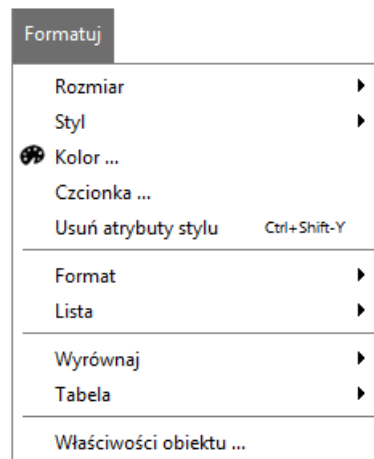 Formatuj
Rozmiar
Styl
Kolor ...
Czcionka ...
Usuń atrybuty stylu Ctrl+Shift-Y
Format
Lista
Wyrównaj
Tabela
Właściwości obiektu ...